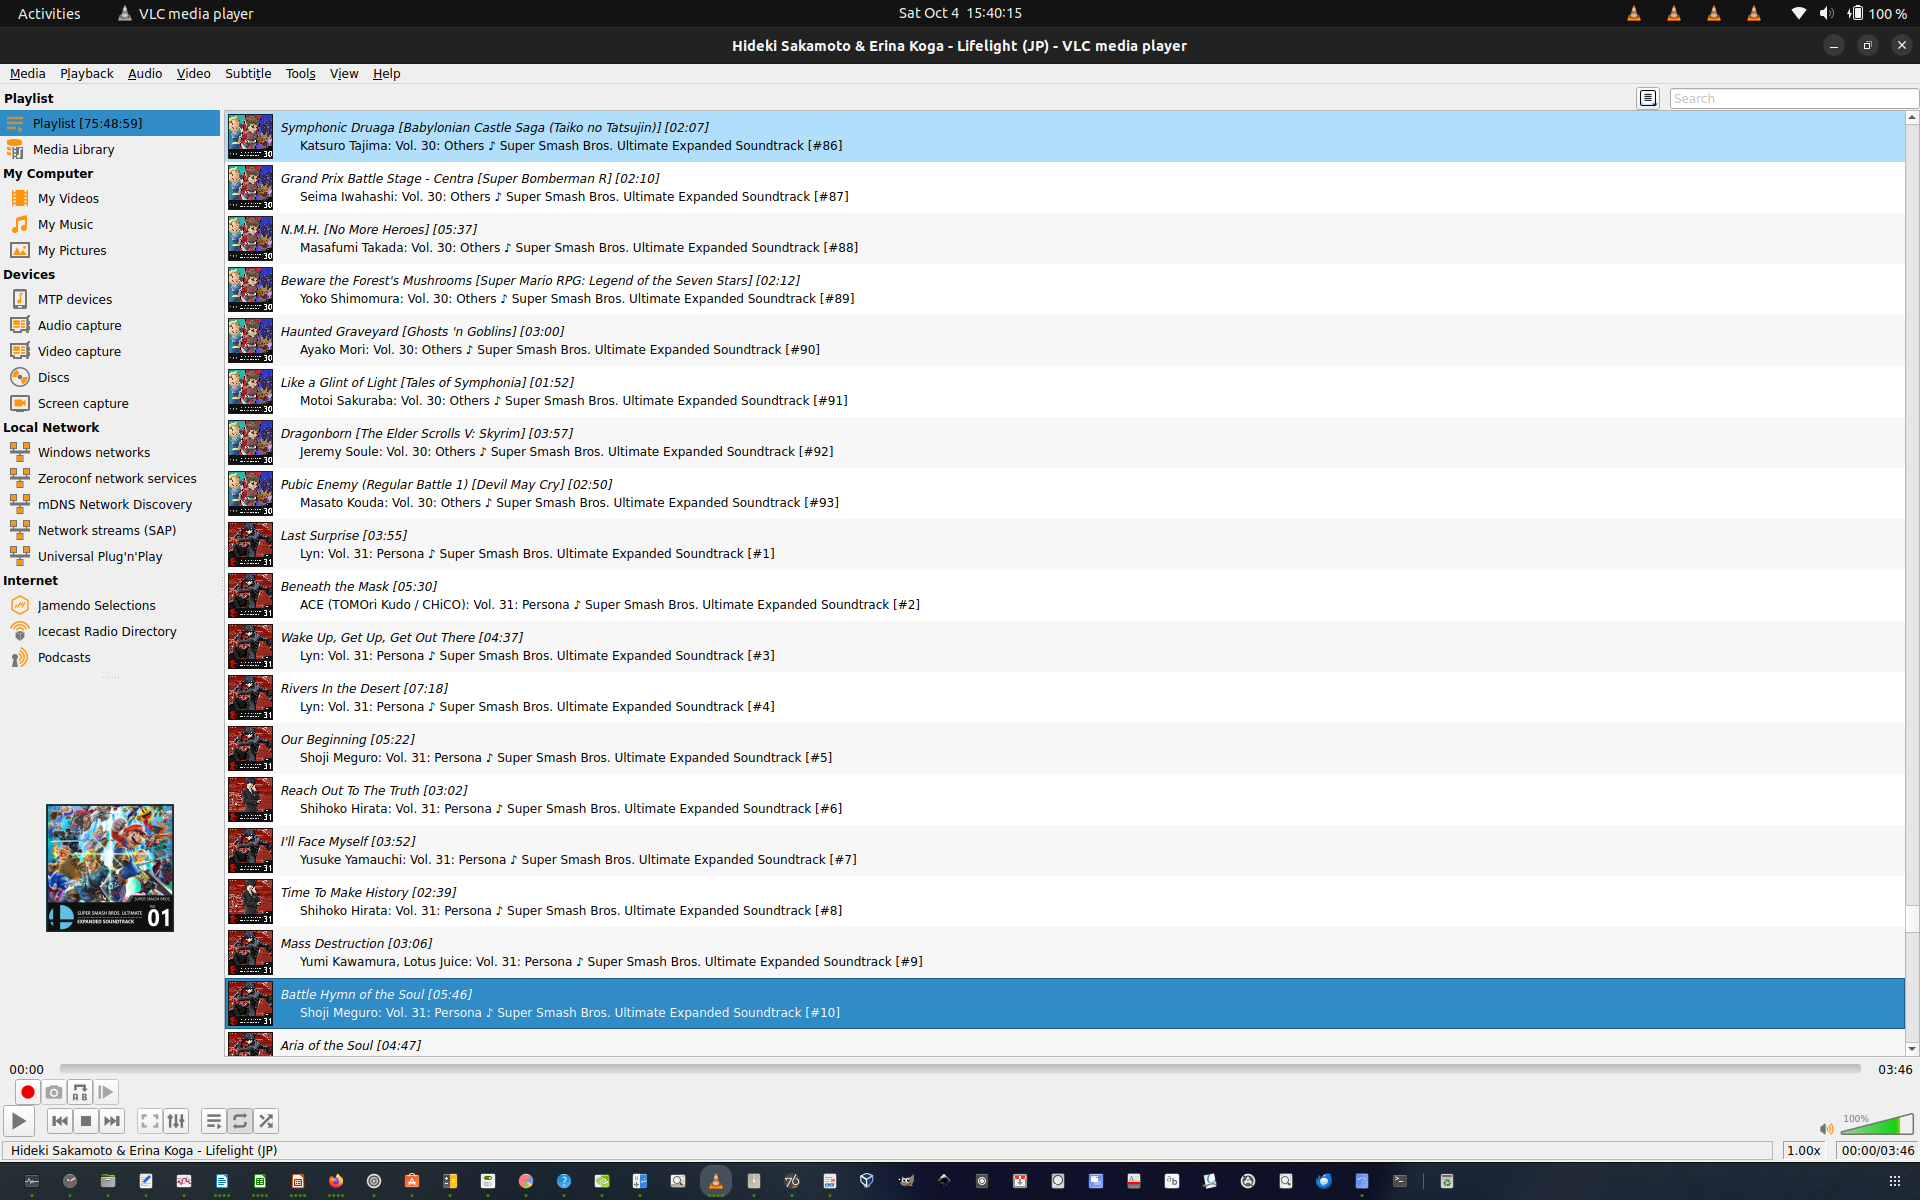 Activities
VLC media player
Sat Oct 4  15:40:15
100 %
Hideki Sakamoto & Erina Koga - Lifelight (JP) - VLC media player
Media Playback Audio Video Subtitle Tools View Help
Playlist
Search
Playlist [75:48:59]
Media Library
My Computer
My Videos
My Music
My Pictures
Devices
MTP devices
Audio capture
Video capture
Discs
Screen capture
Local Network
Windows networks
Zeroconf network services
mDNS Network Discovery
Network streams (SAP)
Universal Plug'n'Play
Internet
Jamendo Selections
Icecast Radio Directory
Podcasts
SUPER SMASH BROS. ULTIMATE
EXPANDED SOUNDTRACK
01
Symphonic Druaga [Babylonian Castle Saga (Taiko no Tatsujin)] [02:07]
Katsuro Tajima: Vol. 30: Others ♪ Super Smash Bros. Ultimate Expanded Soundtrack [#86]
Grand Prix Battle Stage - Centra [Super Bomberman R] [02:10]
Seima Iwahashi: Vol. 30: Others ♪ Super Smash Bros. Ultimate Expanded Soundtrack [#87]
N.M.H. [No More Heroes] [05:37]
Masafumi Takada: Vol. 30: Others ♪ Super Smash Bros. Ultimate Expanded Soundtrack [#88]
Beware the Forest's Mushrooms [Super Mario RPG: Legend of the Seven Stars] [02:12]
Yoko Shimomura: Vol. 30: Others ♪ Super Smash Bros. Ultimate Expanded Soundtrack [#89]
Haunted Graveyard [Ghosts 'n Goblins] [03:00]
Ayako Mori: Vol. 30: Others ♪ Super Smash Bros. Ultimate Expanded Soundtrack [#90]
Like a Glint of Light [Tales of Symphonia] [01:52]
Motoi Sakuraba: Vol. 30: Others ♪ Super Smash Bros. Ultimate Expanded Soundtrack [#91]
Dragonborn [The Elder Scrolls V: Skyrim] [03:57]
Jeremy Soule: Vol. 30: Others ♪ Super Smash Bros. Ultimate Expanded Soundtrack [#92]
Pubic Enemy (Regular Battle 1) [Devil May Cry] [02:50]
Masato Kouda: Vol. 30: Others ♪ Super Smash Bros. Ultimate Expanded Soundtrack [#93]
Last Surprise [03:55]
Lyn: Vol. 31: Persona ♪ Super Smash Bros. Ultimate Expanded Soundtrack [#1]
Beneath the Mask [05:30]
ACE (TOMOri Kudo / CHiCO): Vol. 31: Persona ♪ Super Smash Bros. Ultimate Expanded Soundtrack [#2]
Wake Up, Get Up, Get Out There [04:37]
Lyn: Vol. 31: Persona ♪ Super Smash Bros. Ultimate Expanded Soundtrack [#3]
Rivers In the Desert [07:18]
Lyn: Vol. 31: Persona ♪ Super Smash Bros. Ultimate Expanded Soundtrack [#4]
Our Beginning [05:22]
Shoji Meguro: Vol. 31: Persona ♪ Super Smash Bros. Ultimate Expanded Soundtrack [#5]
Reach Out To The Truth [03:02]
Shihoko Hirata: Vol. 31: Persona ♪ Super Smash Bros. Ultimate Expanded Soundtrack [#6]
I'll Face Myself [03:52]
Yusuke Yamauchi: Vol. 31: Persona ♪ Super Smash Bros. Ultimate Expanded Soundtrack [#7]
Time To Make History [02:39]
Shihoko Hirata: Vol. 31: Persona ♪ Super Smash Bros. Ultimate Expanded Soundtrack [#8]
Mass Destruction [03:06]
Yumi Kawamura, Lotus Juice: Vol. 31: Persona ♪ Super Smash Bros. Ultimate Expanded Soundtrack [#9]
Battle Hymn of the Soul [05:46]
Shoji Meguro: Vol. 31: Persona ♪ Super Smash Bros. Ultimate Expanded Soundtrack [#10]
Aria of the Soul [04:47]
00:00
03:46
100%
Hideki Sakamoto & Erina Koga - Lifelight (JP)
1.00x
00:00/03:46